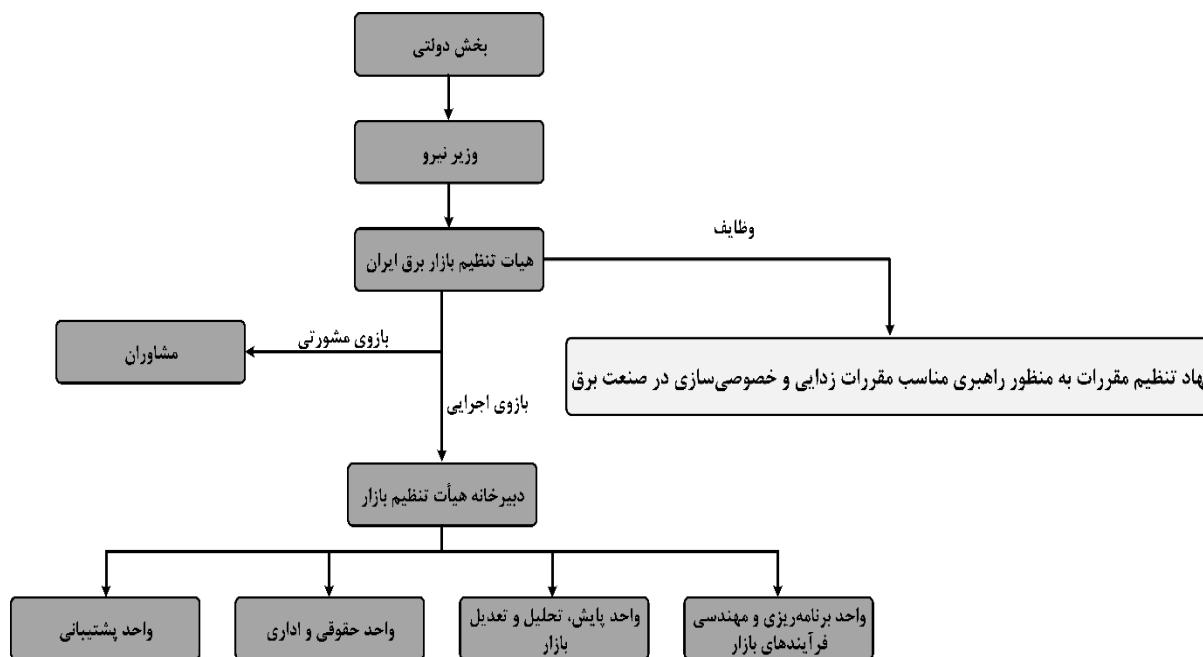 بخش دولتی
وزیر نیرو
هیات تنظیم بازار برق ایران
وظایف
هاد تنظیم مقررات به منظور راهبری مناسب مقررات زدایی و خصوصی‌سازی در صنعت برق
بازوی مشورتی
مشاوران
بازوی اجرایی
دبیرخانه هیأت تنظیم بازار
واحد برنامه‌ریزی و مهندسی
فرآیندهای بازار
واحد پایش، تحلیل و تعدیل
بازار
واحد حقوقی و اداری
واحد پشتیبانی